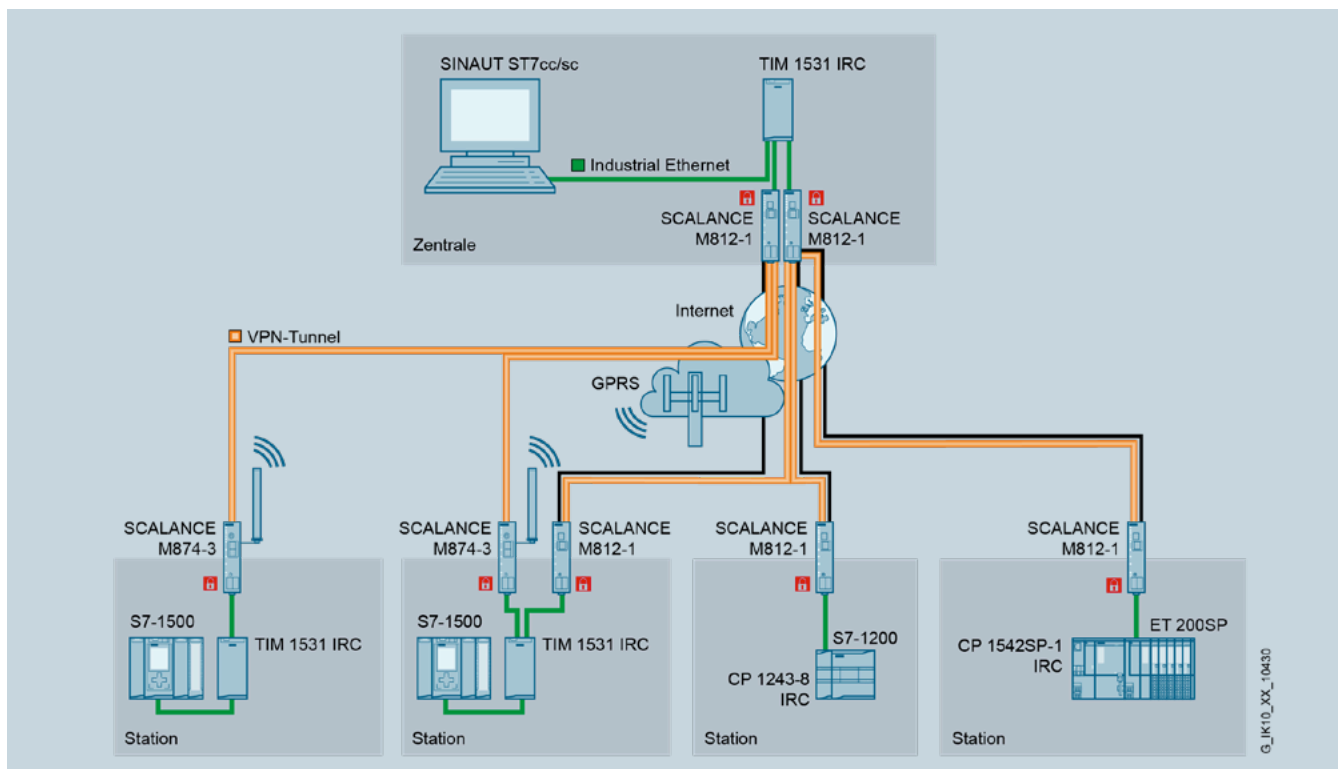 SINAUT ST7cc/sc
TIM 1531 IRC
Industrial Ethernet
SCALANCE
M812-1
SCALANCE
M812-1
Zentrale
Internet
VPN-Tunnel
GPRS
SCALANCE
M874-3
SCALANCE
M874-3
SCALANCE
M812-1
SCALANCE
M812-1
SCALANCE
M812-1
S7-1500
TIM 1531 IRC
Station
S7-1500
TIM 1531 IRC
Station
S7-1200
CP 1243-8
IRC
Station
ET 200SP
CP 1542SP-1
IRC
Station
G_IK10_XX_10430